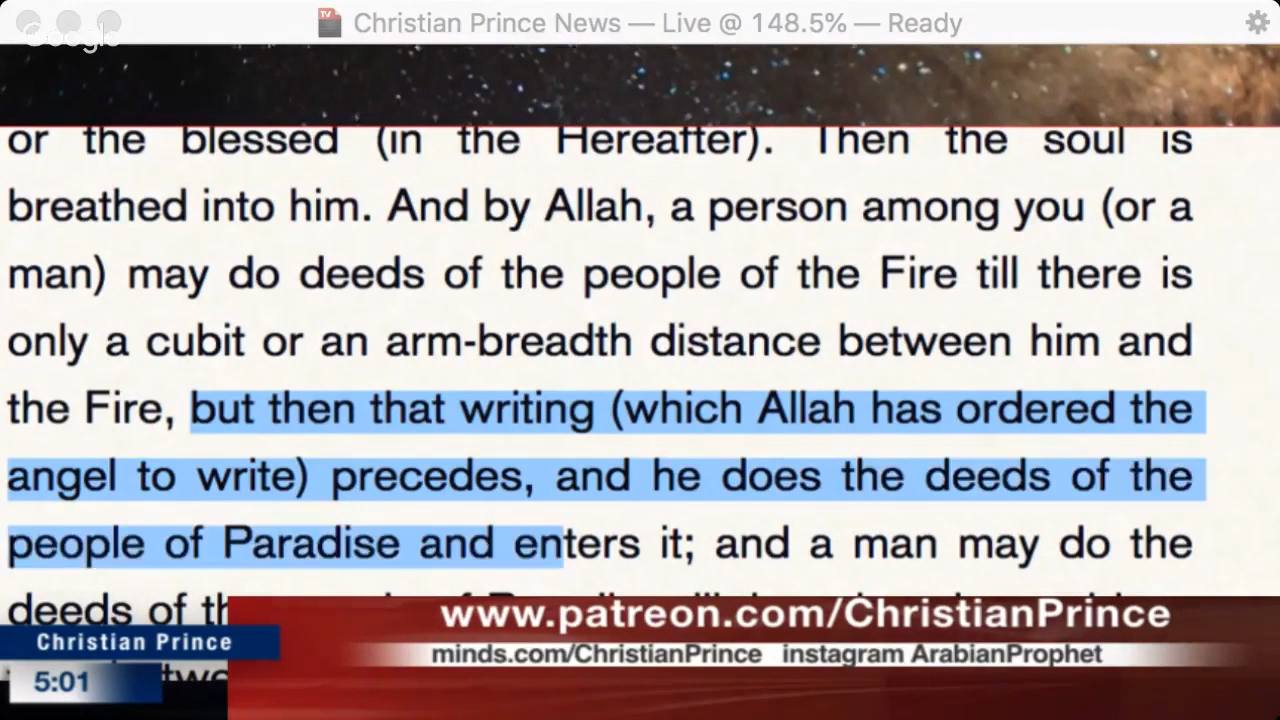 Christian Prince News — Live @ 148.5% — Ready
Google
or the blessed (in the Hereafter). Then the soul is
breathed into him. And by Allah, a person among you (or a
man) may do deeds of the people of the Fire till there is
only a cubit or an arm-breadth distance between him and
the Fire, but then that writing (which Allah has ordered the
angel to write) precedes, and he does the deeds of the
people of Paradise and enters it; and a man may do the
deeds of
www.patreon.com/ChristianPrince
Christian Prince
minds.com/ChristianPrince instagram ArabianProphet
5:01